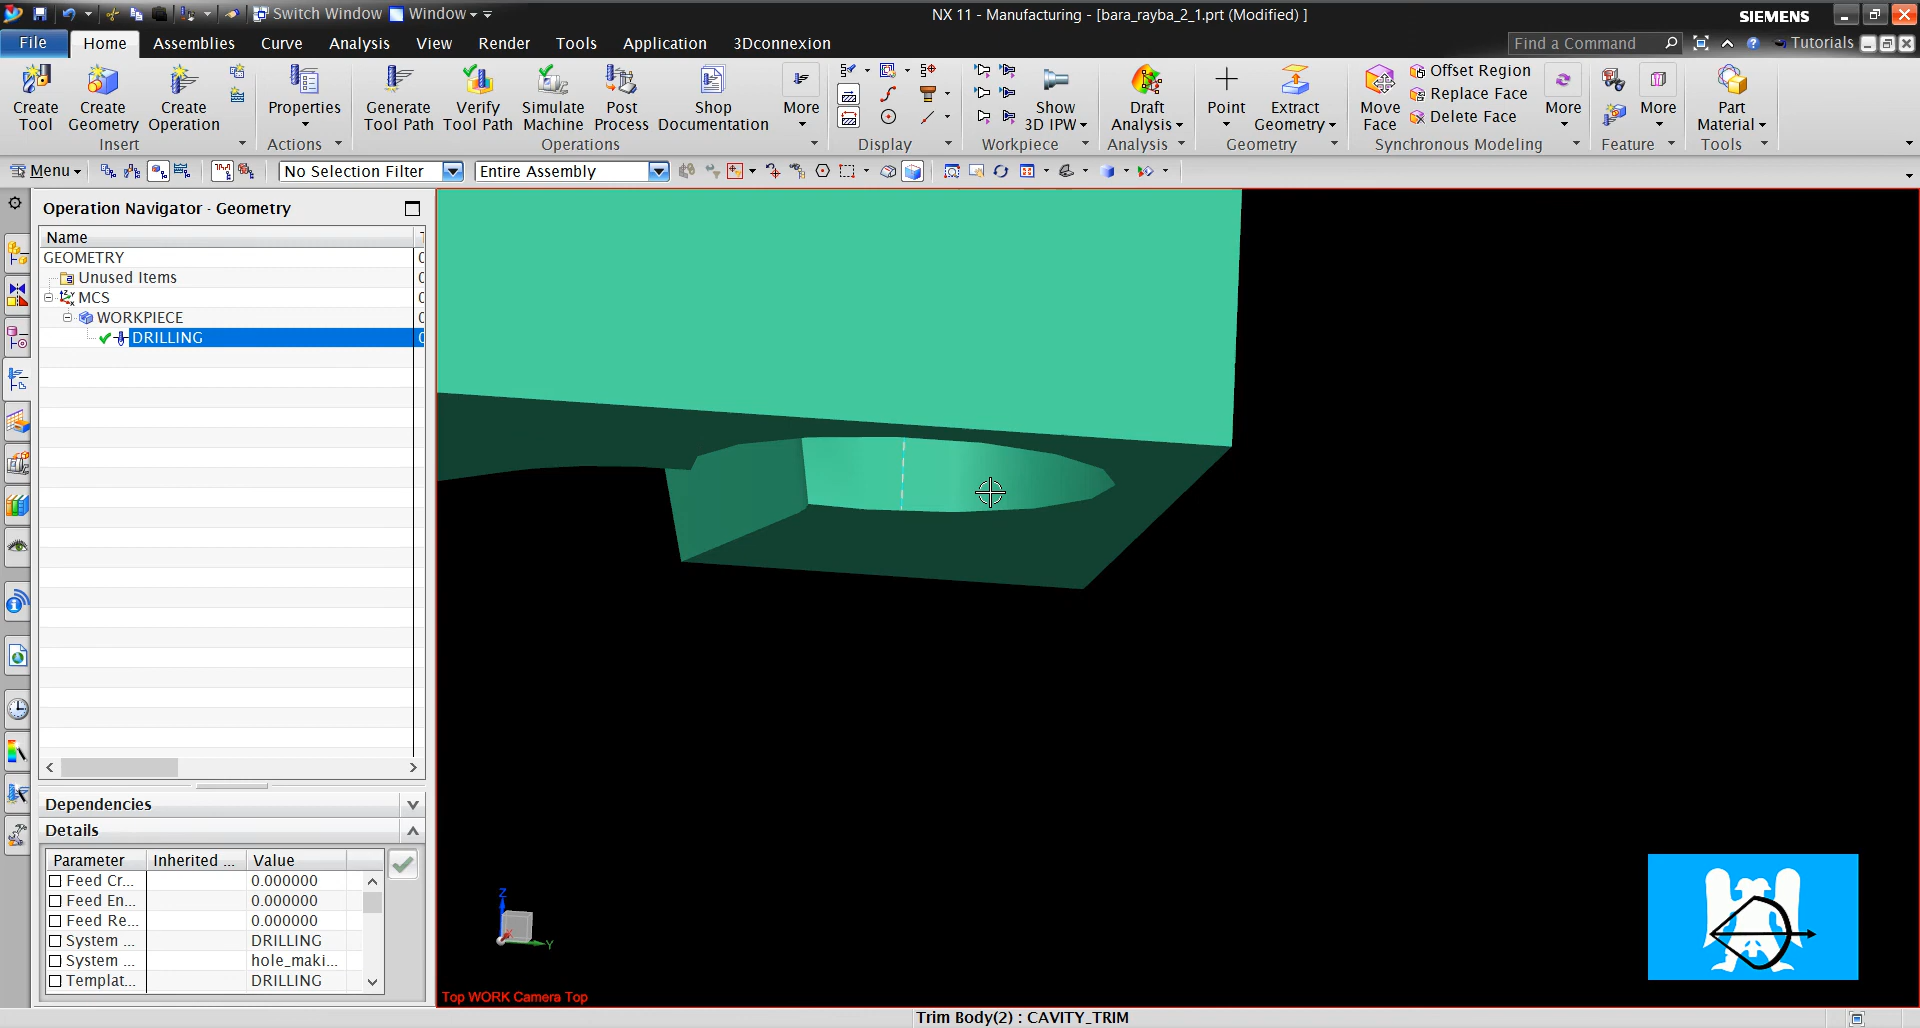 Switch Window Window
NX 11 - Manufacturing - [bara_rayba_2_1.prt (Modified) ]
SIEMENS
File Home Assemblies Curve Analysis View Render Tools Application 3Dconnexion
Find a Command
Tutorials
Create Tool
Create Geometry
Create Operation
Insert
Properties
Actions
Generate Tool Path
Verify Tool Path
Simulate Machine
Post Process
Shop Documentation
More
Operations
Display
Show 3D IPW
Workpiece
Draft Analysis
Analysis
Point
Extract Geometry
Geometry
Move Face
Offset Region
Replace Face
Delete Face
More
Synchronous Modeling
More
Feature
Part Material
Tools
Menu
No Selection Filter
Entire Assembly
Operation Navigator - Geometry
Name
GEOMETRY
Unused Items
MCS
WORKPIECE
DRILLING
Dependencies
Details
Parameter Inherited ... Value
Feed Cr... 0.000000
Feed En... 0.000000
Feed Re... 0.000000
System ... DRILLING
System ... hole_maki...
Templat... DRILLING
Z
Y
Top WORK Camera Top
Trim Body(2) : CAVITY_TRIM